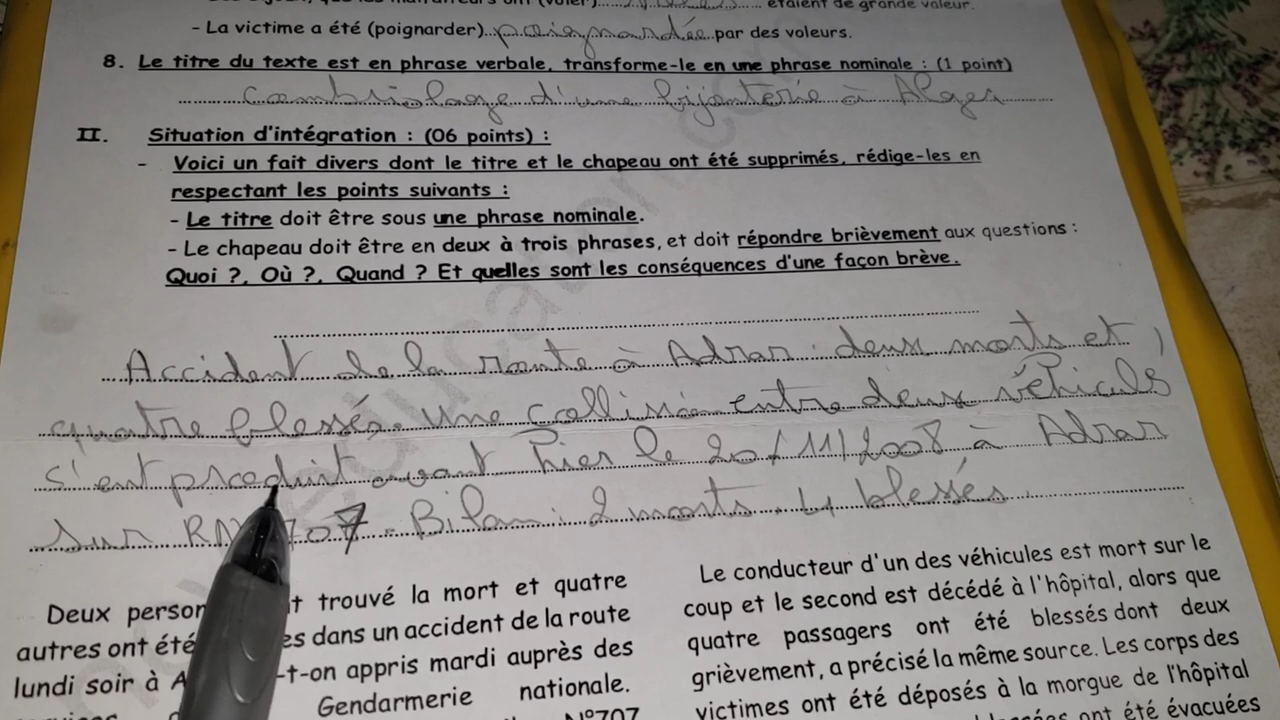 étaient de grande valeur.
- La victime a été (poignarder)..poignardée..par des voleurs.
8. Le titre du texte est en phrase verbale, transforme-le en une phrase nominale : (1 point)
Cambriolage d'une bijouterie à Alger
II. Situation d'intégration : (06 points) :
- Voici un fait divers dont le titre et le chapeau ont été supprimés, rédige-les en
respectant les points suivants :
- Le titre doit être sous une phrase nominale.
- Le chapeau doit être en deux à trois phrases, et doit répondre brièvement aux questions :
Quoi ?, Où ?, Quand ? Et quelles sont les conséquences d'une façon brève.
Accident de la route à Adrar : deux morts et
quatre blessés. Une collision entre deux véhiculs
s'est produit avant hier le 20/11/2008 à Adrar
sur RN 707. Bilan : 2 morts. 4 blessés
Deux trouvé la mort et quatre
autres ont été dans un accident de la route
lundi soir à -t-on appris mardi auprès des
Gendarmerie nationale.
N°707
Le conducteur d'un des véhicules est mort sur le
coup et le second est décédé à l'hôpital, alors que
quatre passagers ont été blessés dont deux
grièvement, a précisé la même source. Les corps des
victimes ont été déposés à la morgue de l'hôpital
ont été évacuées